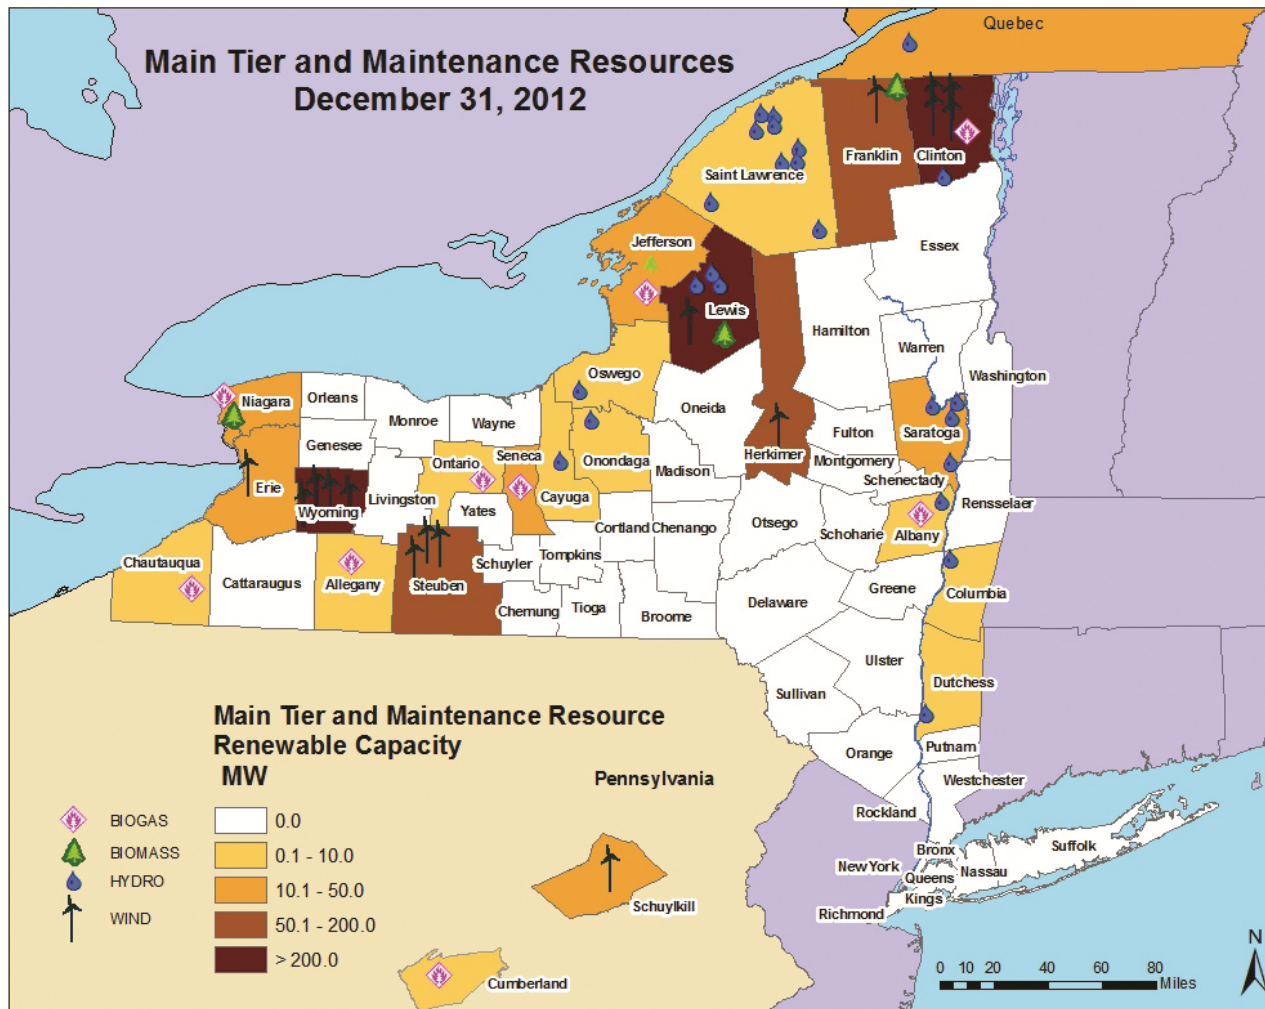 Quebec
Main Tier and Maintenance Resources
December 31, 2012
Franklin
Clinton
Saint Lawrence
Jefferson
Essex
Lewis
Hamilton
Warren
Oswego
Washington
Niagara
Orleans
Oneida
Monroe
Wayne
Saratoga
Fulton
Genesee
Seneca
Ontario
Onondaga
Herkimer
Montgomery
Madison
Schenectady
Erie
Livingston
Cayuga
Rensselaer
Wyoming
Yates
Cortland
Chenango
Otsego
Schoharie
Albany
Tompkins
Chautauqua
Schuyler
Cattaraugus
Allegany
Steuben
Greene
Columbia
Delaware
Chemung
Tioga
Broome
Ulster
Dutchess
Sullivan
Orange
Putnam
Westchester
Rockland
Main Tier and Maintenance Resource
Renewable Capacity
MW
Pennsylvania
BIOGAS
0.0
BIOMASS
0.1 - 10.0
HYDRO
10.1 - 50.0
WIND
50.1 - 200.0
> 200.0
Bronx
Suffolk
New York
Nassau
Queens
Kings
Richmond
Schuylkill
Cumberland
N
0 10 20 40 60 80
Miles